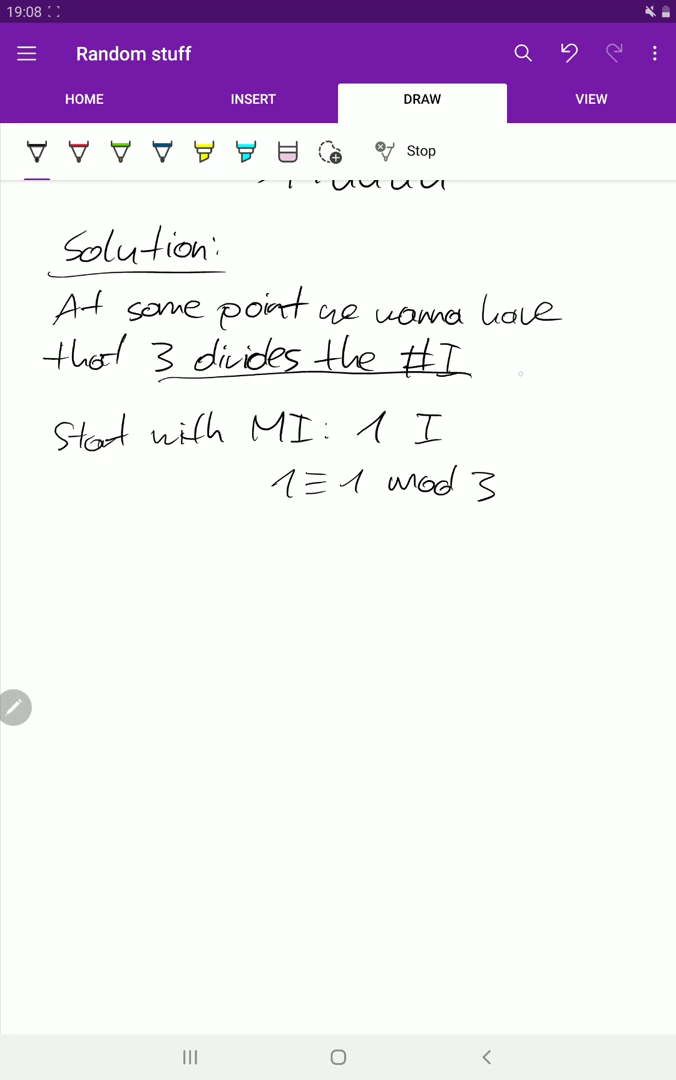 19:08
Random stuff
HOME INSERT DRAW VIEW
Stop
Solution:
At some point we wanna have
that 3 divides the #I
Start with MI: 1 I
1 ≡ 1 mod 3